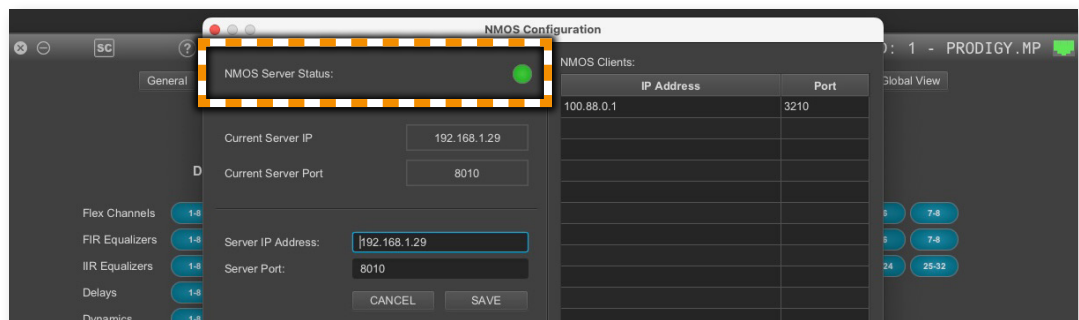 NMOS Configuration
SC
?
D: 1 - PRODIGY.MP
General
Global View
NMOS Server Status:
NMOS Clients:
IP Address Port
100.88.0.1 3210
Current Server IP 192.168.1.29
Current Server Port 8010
D
Flex Channels 1-8 7-8
FIR Equalizers 1-8 7-8
Server IP Address: 192.168.1.29
IIR Equalizers 1-8 24 25-32
Server Port: 8010
Delays 1-8
CANCEL SAVE
Dynamics 1-8